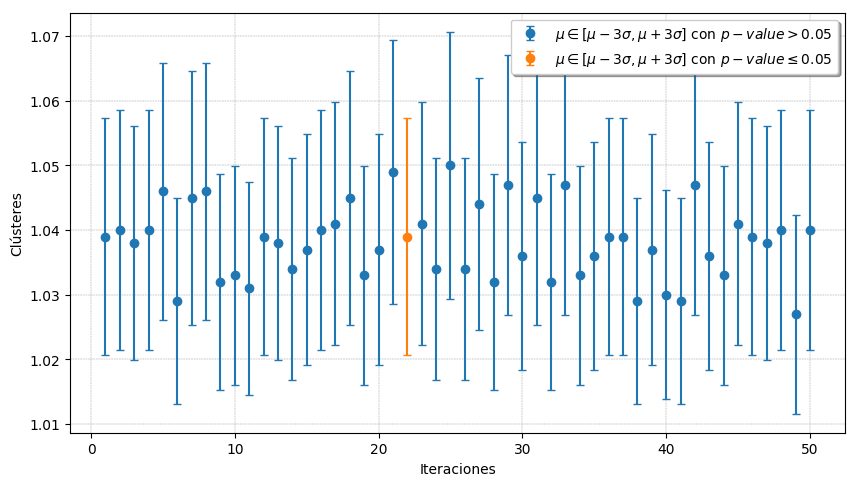 μ ∈ [μ − 3σ, μ + 3σ] con p − value > 0.05
μ ∈ [μ − 3σ, μ + 3σ] con p − value ≤ 0.05
1.07
1.06
1.05
1.04
1.03
1.02
1.01
Clústeres
0 10 20 30 40 50
Iteraciones